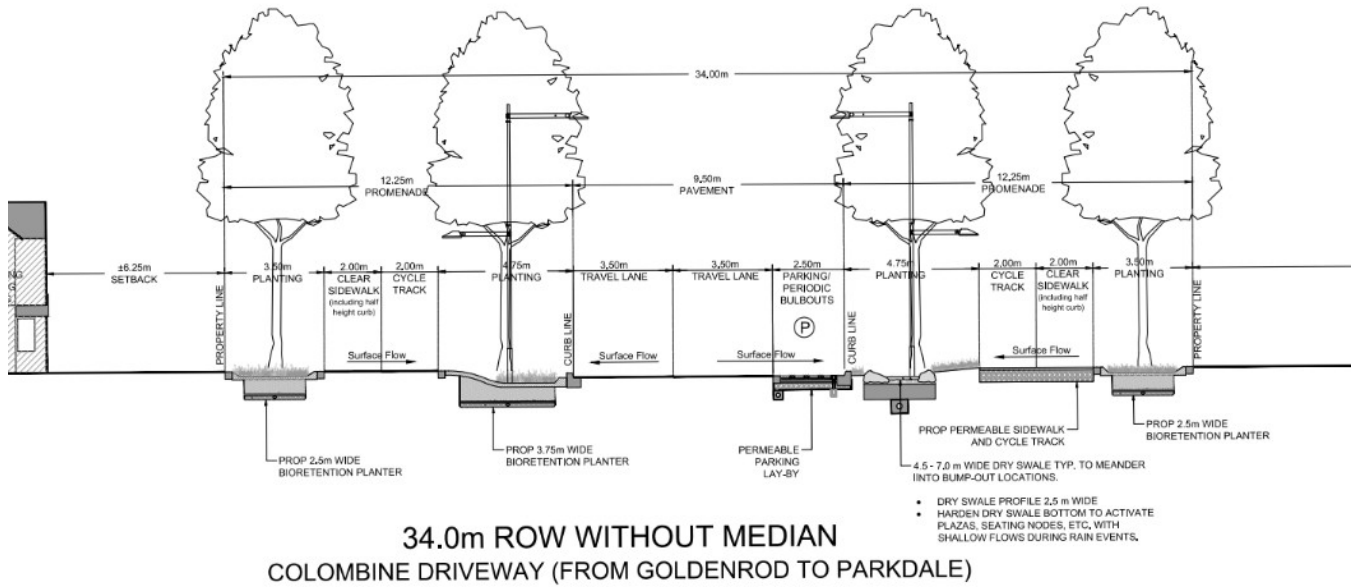 34.00m
12.25m
PROMENADE
9.50m
PAVEMENT
12.25m
PROMENADE
±6.25m
SETBACK
3.50m
PLANTING
2.00m
CLEAR
SIDEWALK
(including half
height curb)
2.00m
CYCLE
TRACK
4.75m
PLANTING
3.50m
TRAVEL LANE
3.50m
TRAVEL LANE
2.50m
PARKING/
PERIODIC
BULBOUTS
P
4.75m
PLANTING
2.00m
CYCLE
TRACK
2.00m
CLEAR
SIDEWALK
(including half
height curb)
3.50m
PLANTING
PROPERTY LINE
CURB LINE
CURB LINE
PROPERTY LINE
Surface Flow
Surface Flow
Surface Flow
Surface Flow
PROP 2.5m WIDE
BIORETENTION PLANTER
PROP 3.75m WIDE
BIORETENTION PLANTER
PERMEABLE
PARKING
LAY-BY
PROP PERMEABLE SIDEWALK
AND CYCLE TRACK
PROP 2.5m WIDE
BIORETENTION PLANTER
4.5 - 7.0 m WIDE DRY SWALE TYP. TO MEANDER
IINTO BUMP-OUT LOCATIONS.
• DRY SWALE PROFILE 2.5 m WIDE
• HARDEN DRY SWALE BOTTOM TO ACTIVATE
PLAZAS, SEATING NODES, ETC. WITH
SHALLOW FLOWS DURING RAIN EVENTS.
34.0m ROW WITHOUT MEDIAN
COLOMBINE DRIVEWAY (FROM GOLDENROD TO PARKDALE)